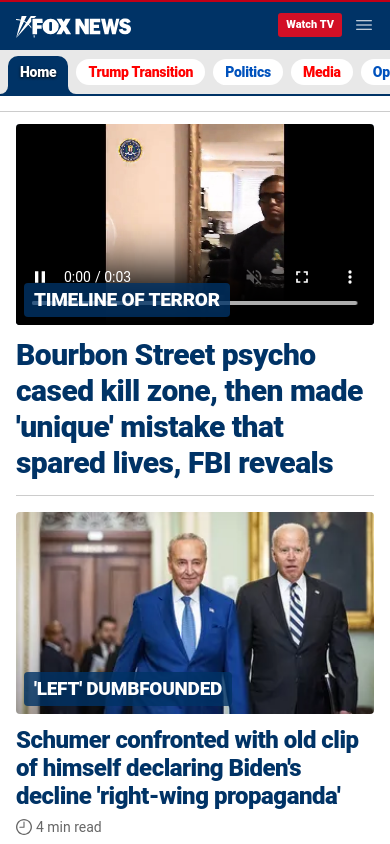 FOX NEWS
Watch TV
Home
Trump Transition
Politics
Media
Op
0:00 / 0:03
TIMELINE OF TERROR
Bourbon Street psycho
cased kill zone, then made
'unique' mistake that
spared lives, FBI reveals
'LEFT' DUMBFOUNDED
Schumer confronted with old clip
of himself declaring Biden's
decline 'right-wing propaganda'
4 min read